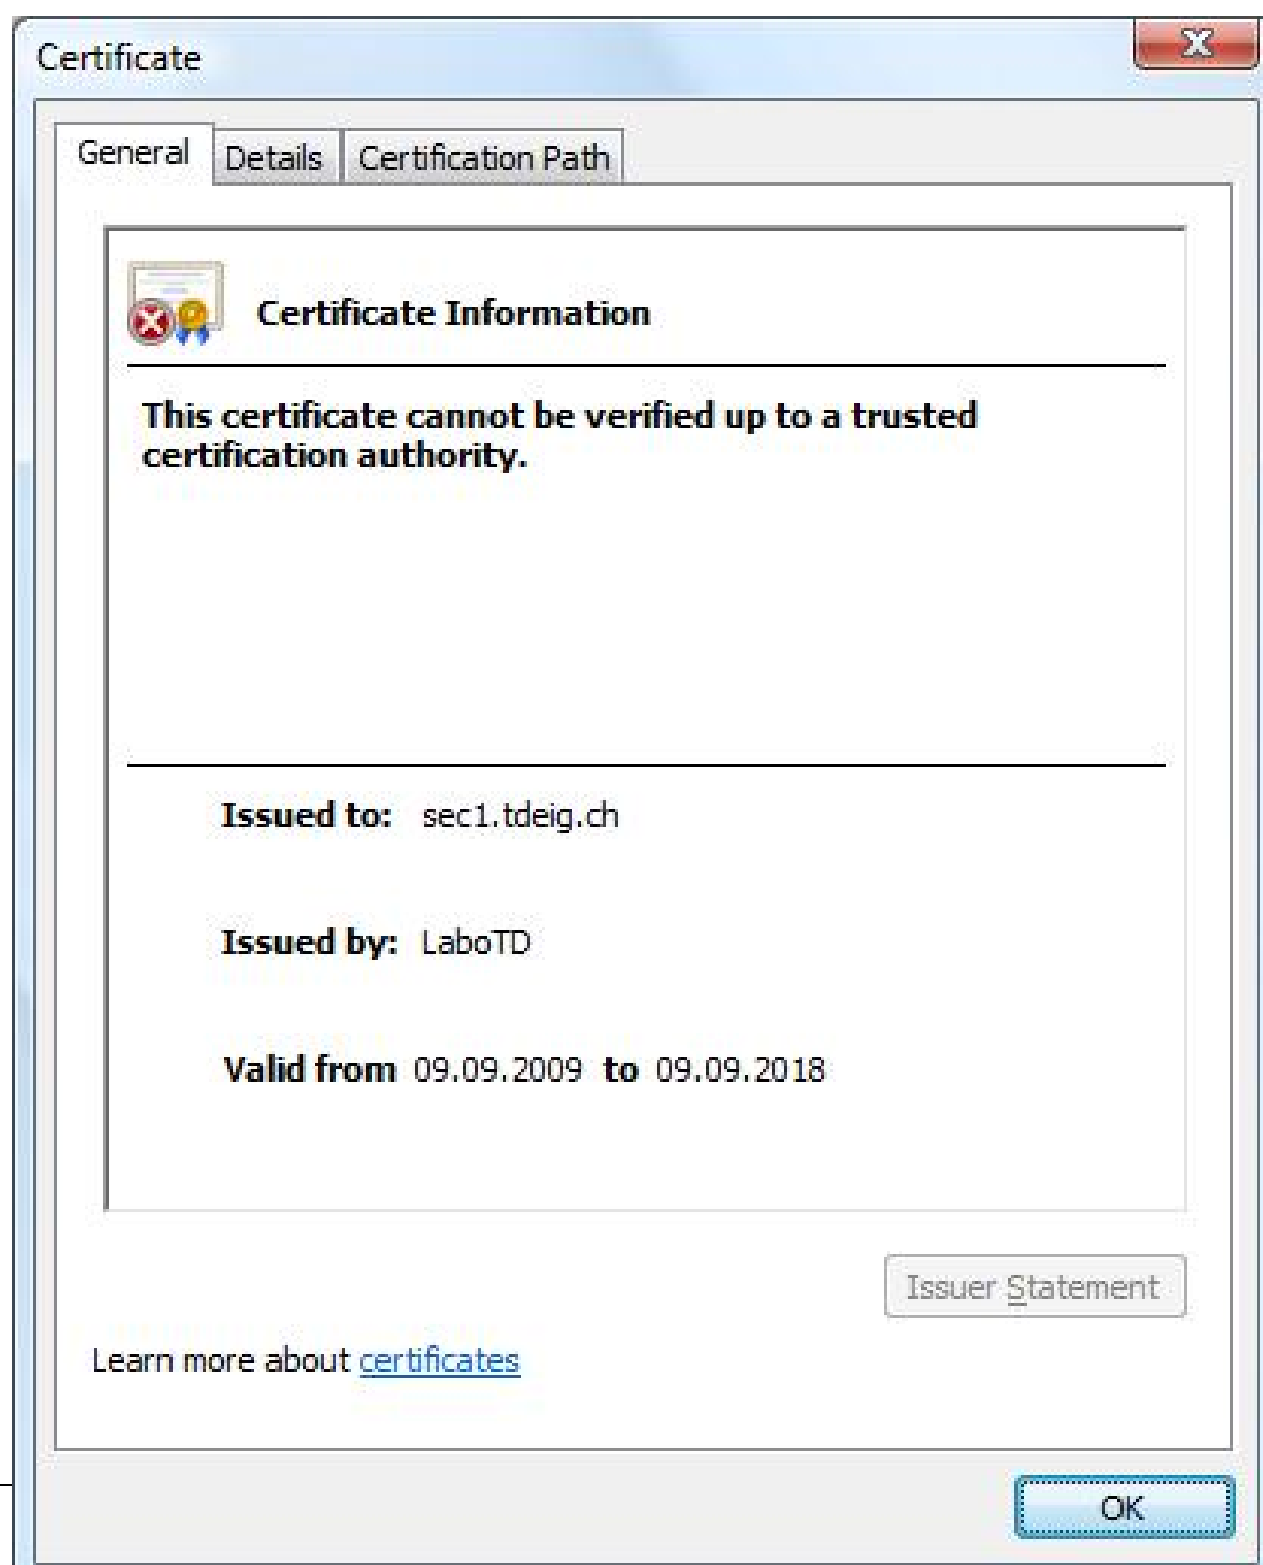 Certificate
General Details Certification Path
Certificate Information
This certificate cannot be verified up to a trusted
certification authority.
Issued to: sec1.tdeig.ch
Issued by: LaboTD
Valid from 09.09.2009 to 09.09.2018
Issuer Statement
Learn more about certificates
OK